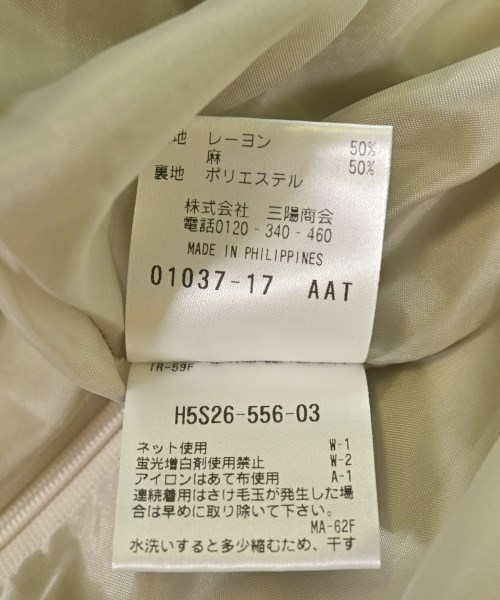 地 レーヨン 50%
麻 50%
裏地 ポリエステル
株式会社 三陽商会
電話0120-340-460
MADE IN PHILIPPINES
01037-17 AAT
TR-59F
H5S26-556-03
ネット使用 W-1
蛍光増白剤使用禁止 W-2
アイロンはあて布使用 A-1
連続着用はさけ毛玉が発生した場
合は早めに取り除いて下さい。
MA-62F
水洗いすると多少縮むため、干す